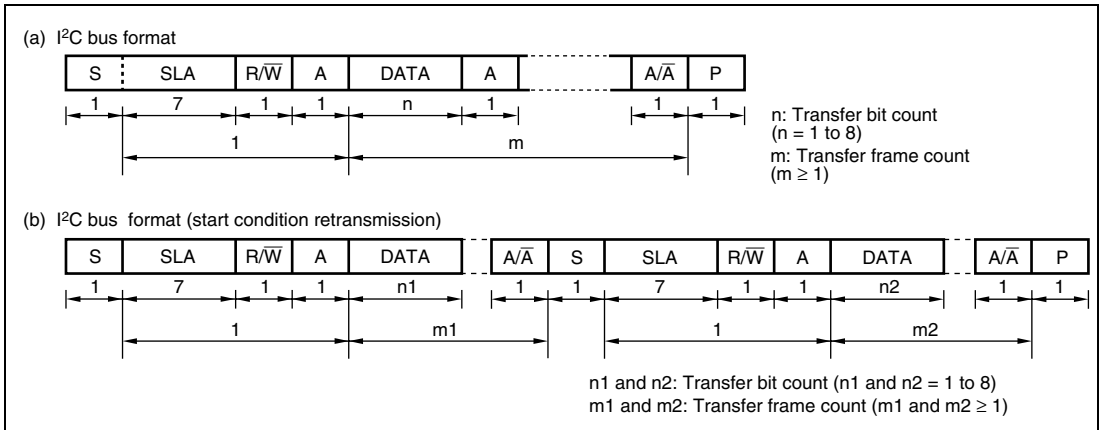 (a) I²C bus format
S SLA R/W̅ A DATA A A/A̅ P
1 7 1 1 n 1 1 1
1 m
n: Transfer bit count
(n = 1 to 8)
m: Transfer frame count
(m ≥ 1)
(b) I²C bus format (start condition retransmission)
S SLA R/W̅ A DATA A/A̅ S SLA R/W̅ A DATA A/A̅ P
1 7 1 1 n1 1 1 7 1 1 n2 1 1
1 m1 1 m2
n1 and n2: Transfer bit count (n1 and n2 = 1 to 8)
m1 and m2: Transfer frame count (m1 and m2 ≥ 1)